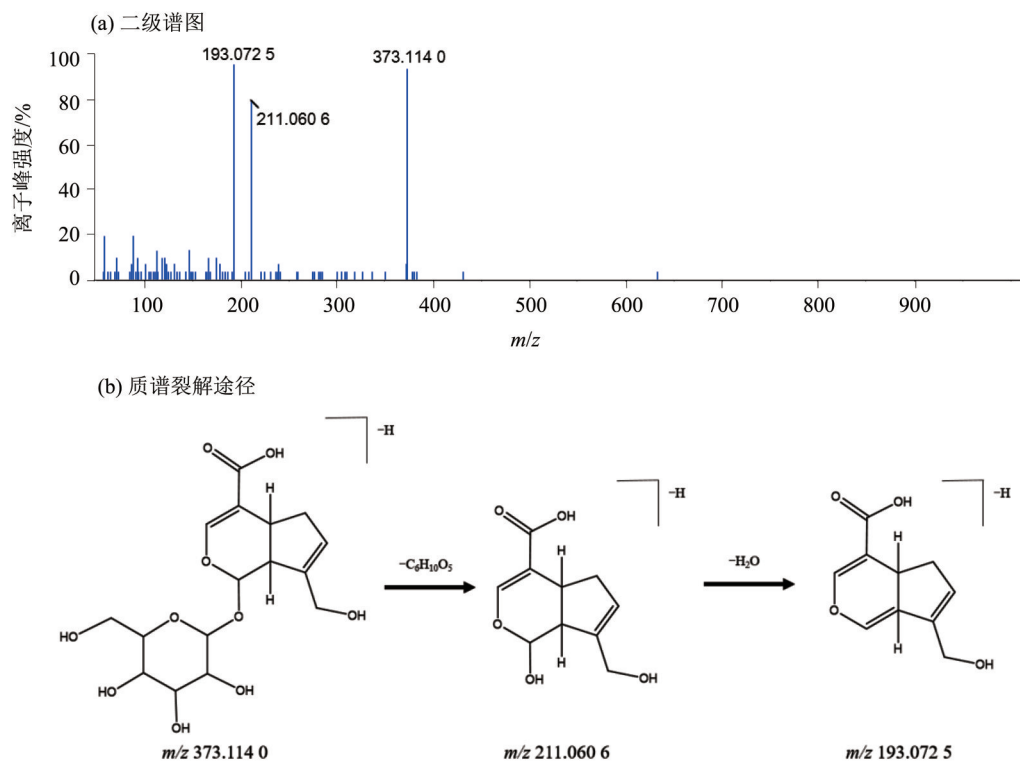 (a) 二级谱图
离子峰强度/%
100
80
60
40
20
0
193.072 5
211.060 6
373.114 0
100 200 300 400 500 600 700 800 900
m/z
(b) 质谱裂解途径
−H
O
OH
H
O
H
O
OH
O
HO
HO
OH
OH
m/z 373.114 0
−C₆H₁₀O₅
−H
O
OH
H
O
H
OH
OH
m/z 211.060 6
−H₂O
−H
O
OH
H
O
H
OH
m/z 193.072 5